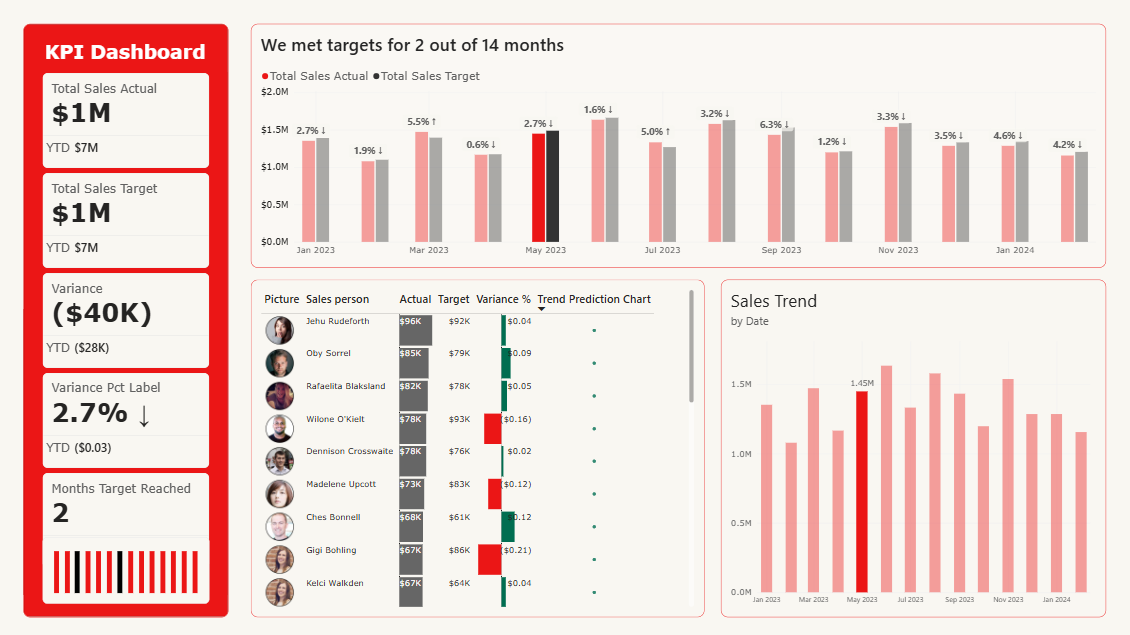 KPI Dashboard
Total Sales Actual
$1M
YTD $7M
Total Sales Target
$1M
YTD $7M
Variance
($40K)
YTD ($28K)
Variance Pct Label
2.7% ↓
YTD ($0.03)
Months Target Reached
2
We met targets for 2 out of 14 months
Total Sales Actual Total Sales Target
$2.0M
$1.5M
$1.0M
$0.5M
$0.0M
2.7% ↓
1.9% ↓
5.5% ↑
0.6% ↓
2.7% ↓
1.6% ↓
5.0% ↑
3.2% ↓
6.3% ↓
1.2% ↓
3.3% ↓
3.5% ↓
4.6% ↓
4.2% ↓
Jan 2023 Mar 2023 May 2023 Jul 2023 Sep 2023 Nov 2023 Jan 2024
Picture Sales person Actual Target Variance % Trend Prediction Chart
Jehu Rudeforth $96K $92K $0.04
Oby Sorrel $85K $79K $0.09
Rafaelita Blaksland $82K $78K $0.05
Wilone O'Kielt $78K $93K ($0.16)
Dennison Crosswaite $78K $76K $0.02
Madelene Upcott $73K $83K ($0.12)
Ches Bonnell $68K $61K $0.12
Gigi Bohling $67K $86K ($0.21)
Kelci Walkden $67K $64K $0.04
Sales Trend
by Date
1.5M
1.0M
0.5M
0.0M
1.45M
Jan 2023 Mar 2023 May 2023 Jul 2023 Sep 2023 Nov 2023 Jan 2024